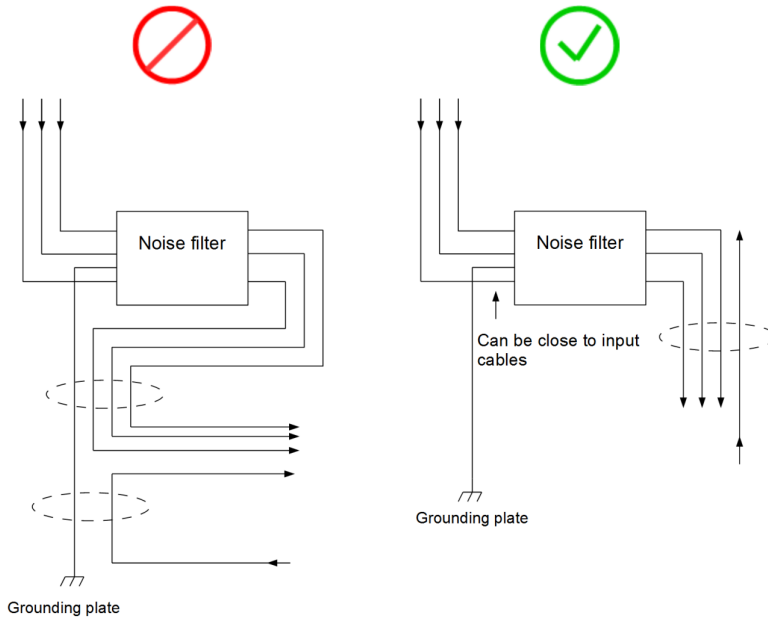 Noise filter
Grounding plate
Noise filter
Can be close to input
cables
Grounding plate